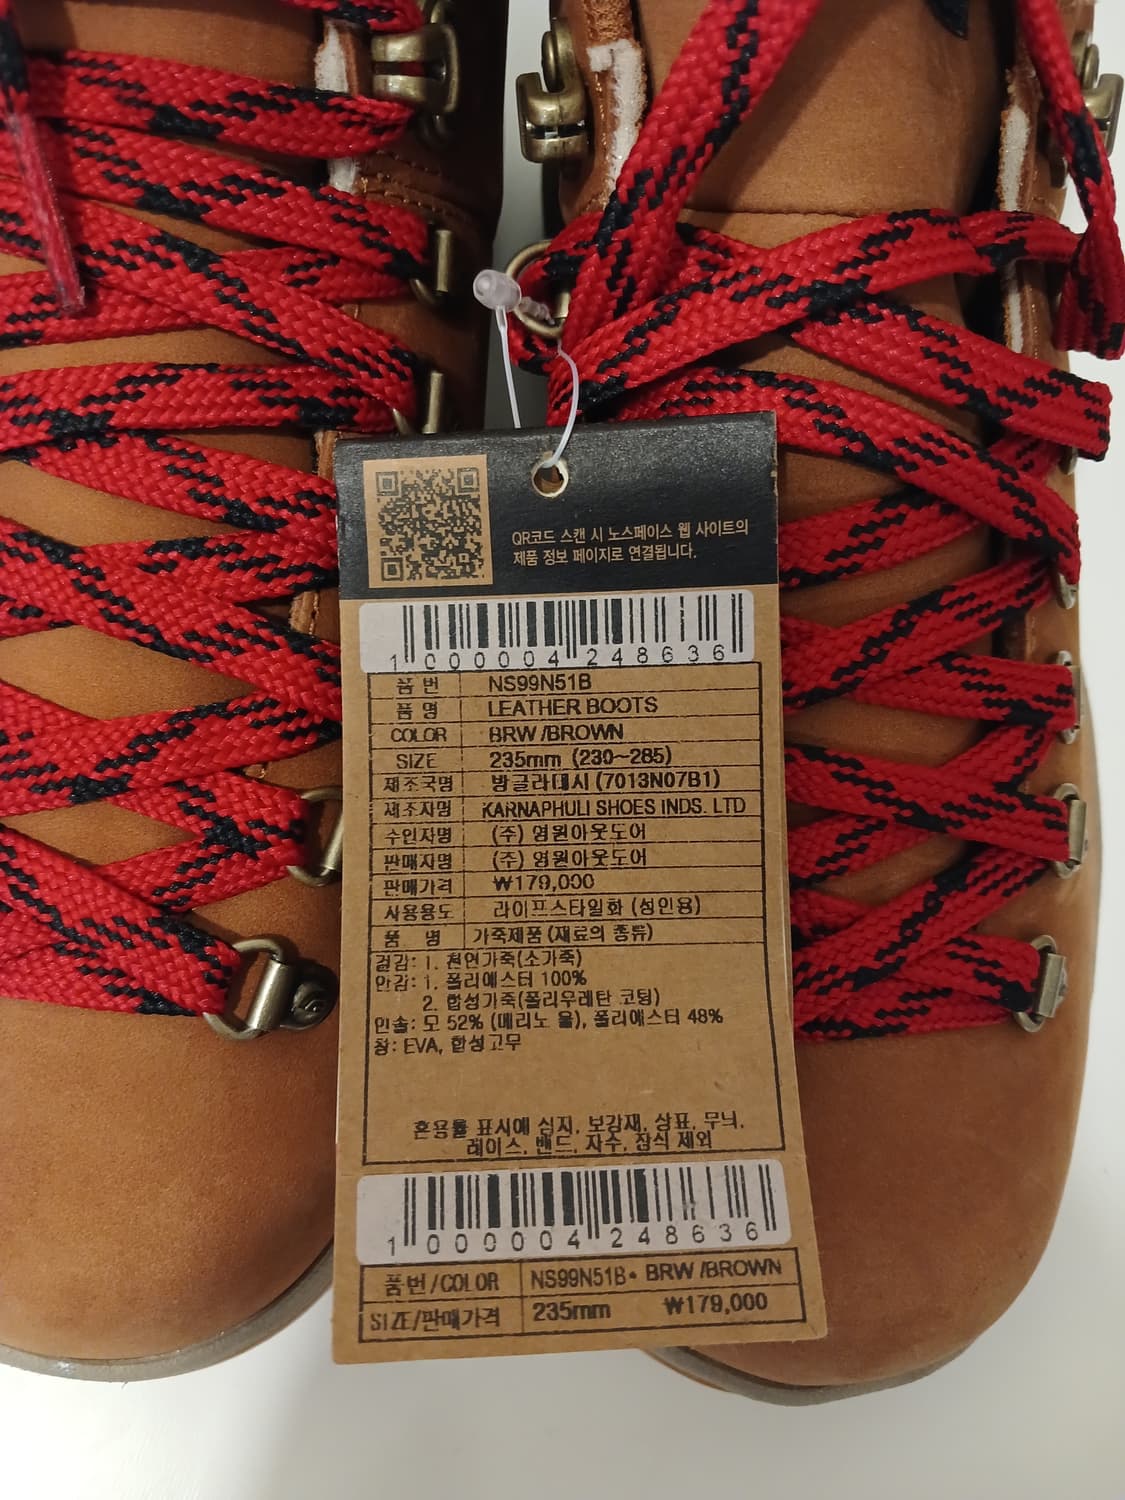 QR코드 스캔 시 노스페이스 웹 사이트의
제품 정보 페이지로 연결됩니다.
1000004248636
품 번 NS99N51B
품 명 LEATHER BOOTS
COLOR BRW /BROWN
SIZE 235mm (230~285)
제조국명 방글라데시 (7013N07B1)
제조자명 KARNAPHULI SHOES INDS. LTD
수입자명 (주) 영원아웃도어
판매자명 (주) 영원아웃도어
판매가격 ₩179,000
사용용도 라이프스타일화 (성인용)
품 명 가죽제품 (재료의 종류)
겉감: 1. 천연가죽(소가죽)
안감: 1. 폴리에스터 100%
2. 합성가죽(폴리우레탄 코팅)
인솔: 모 52% (메리노 울), 폴리에스터 48%
창: EVA, 합성고무
혼용률 표시에 심지, 보강재, 상표, 무늬,
레이스, 밴드, 자수, 장식 제외
1000004248636
품번/COLOR NS99N51B• BRW /BROWN
SIZE/판매가격 235mm ₩179,000